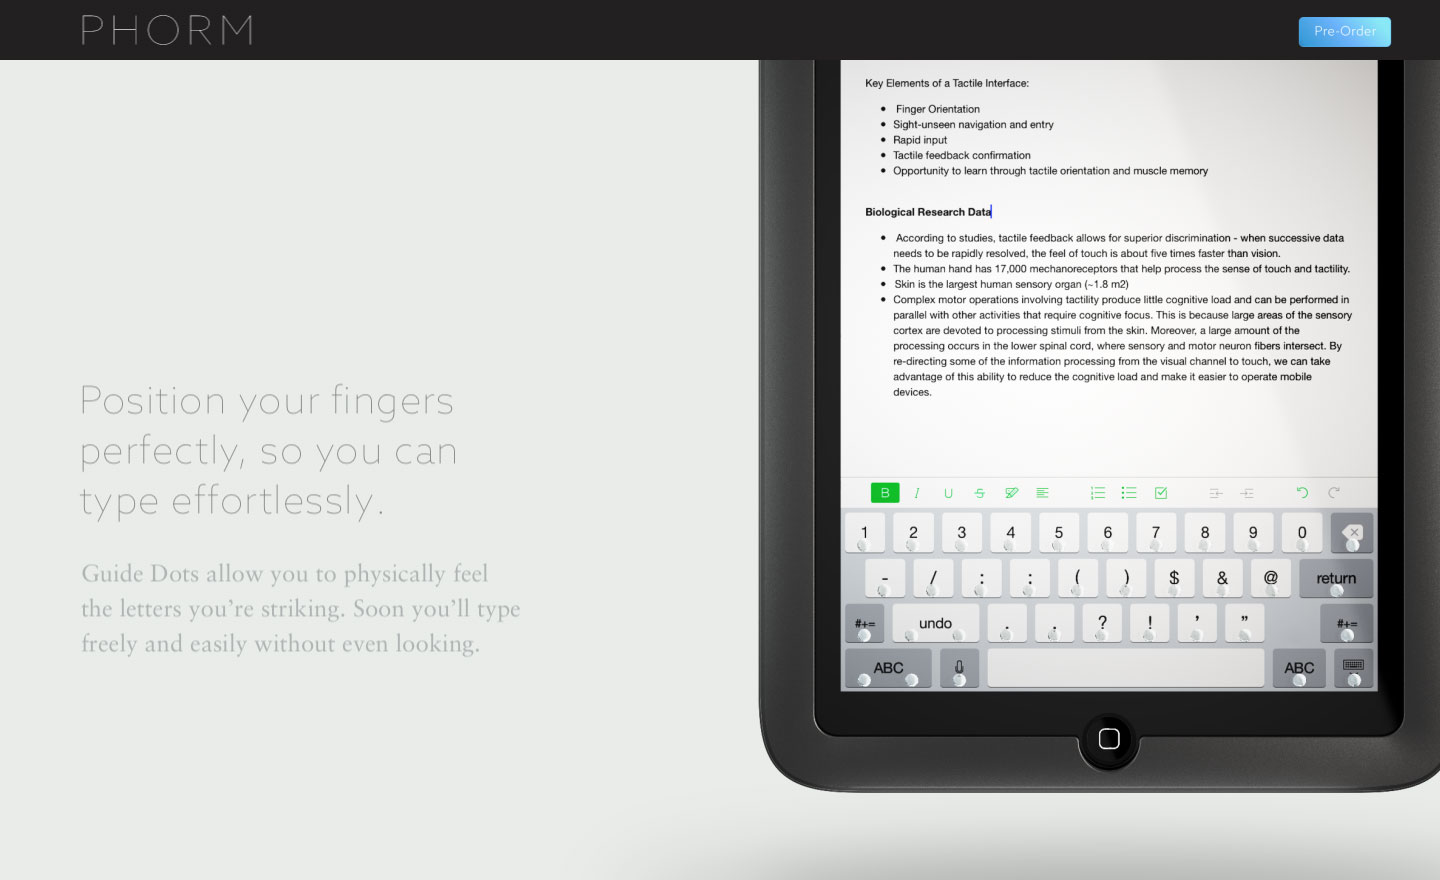 PHORM
Pre-Order
Position your fingers
perfectly, so you can
type effortlessly.
Guide Dots allow you to physically feel
the letters you're striking. Soon you'll type
freely and easily without even looking.
Key Elements of a Tactile Interface:
• Finger Orientation
• Sight-unseen navigation and entry
• Rapid input
• Tactile feedback confirmation
• Opportunity to learn through tactile orientation and muscle memory
Biological Research Data
• According to studies, tactile feedback allows for superior discrimination - when successive data
needs to be rapidly resolved, the feel of touch is about five times faster than vision.
• The human hand has 17,000 mechanoreceptors that help process the sense of touch and tactility.
• Skin is the largest human sensory organ (~1.8 m2)
• Complex motor operations involving tactility produce little cognitive load and can be performed in
parallel with other activities that require cognitive focus. This is because large areas of the sensory
cortex are devoted to processing stimuli from the skin. Moreover, a large amount of the
processing occurs in the lower spinal cord, where sensory and motor neuron fibers intersect. By
re-directing some of the information processing from the visual channel to touch, we can take
advantage of this ability to reduce the cognitive load and make it easier to operate mobile
devices.
B I U S
1 2 3 4 5 6 7 8 9 0
- / : : ( ) $ & @ return
#+= undo . . ? ! ' " #+=
ABC ABC